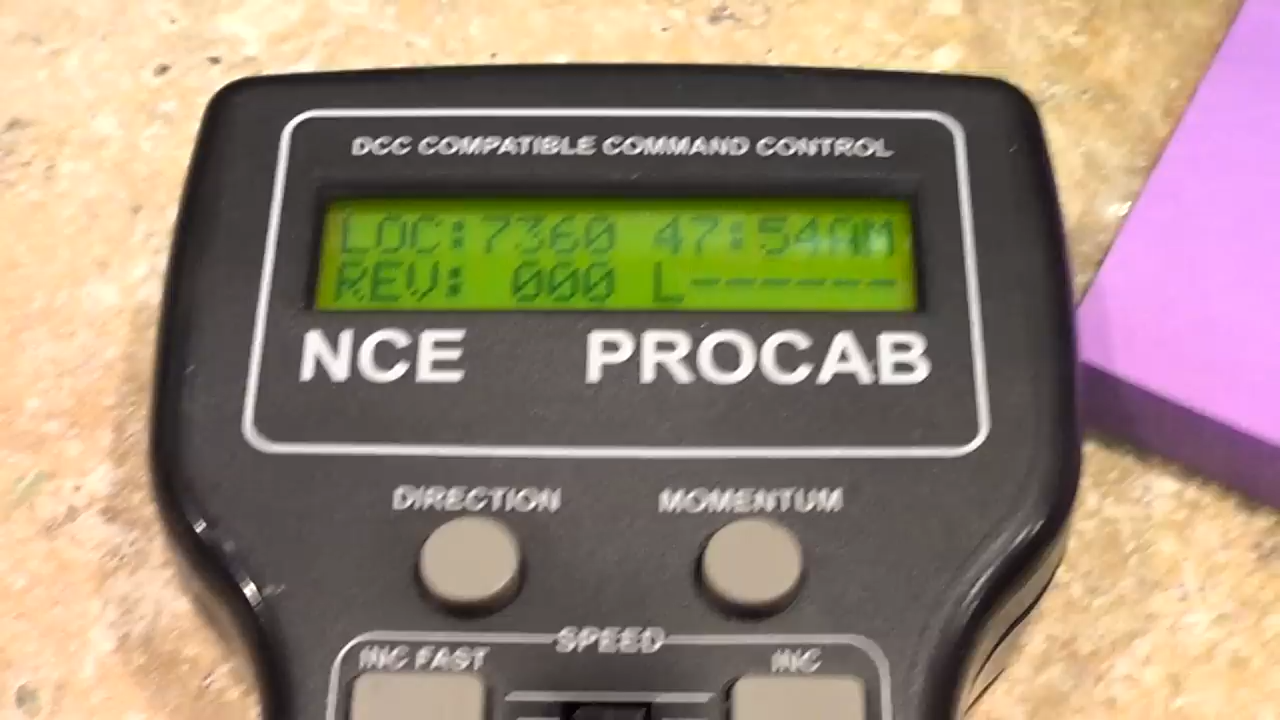 DCC COMPATIBLE COMMAND CONTROL
LOC:7360 47:54AM
REV: 000 L------
NCE PROCAB
DIRECTION MOMENTUM
SPEED
INC FAST INC